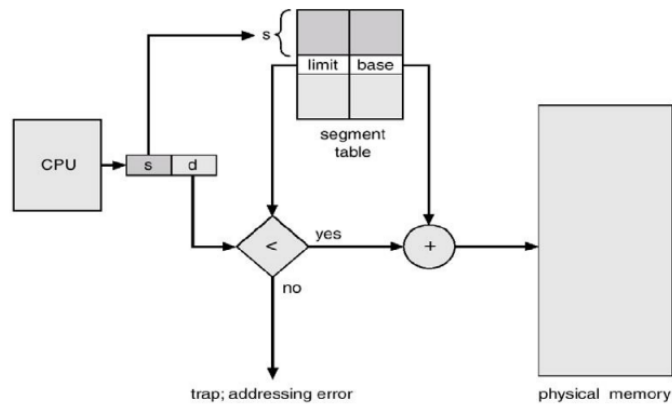 s
limit base
segment
table
CPU
s d
<
yes
+
no
trap; addressing error
physical memory